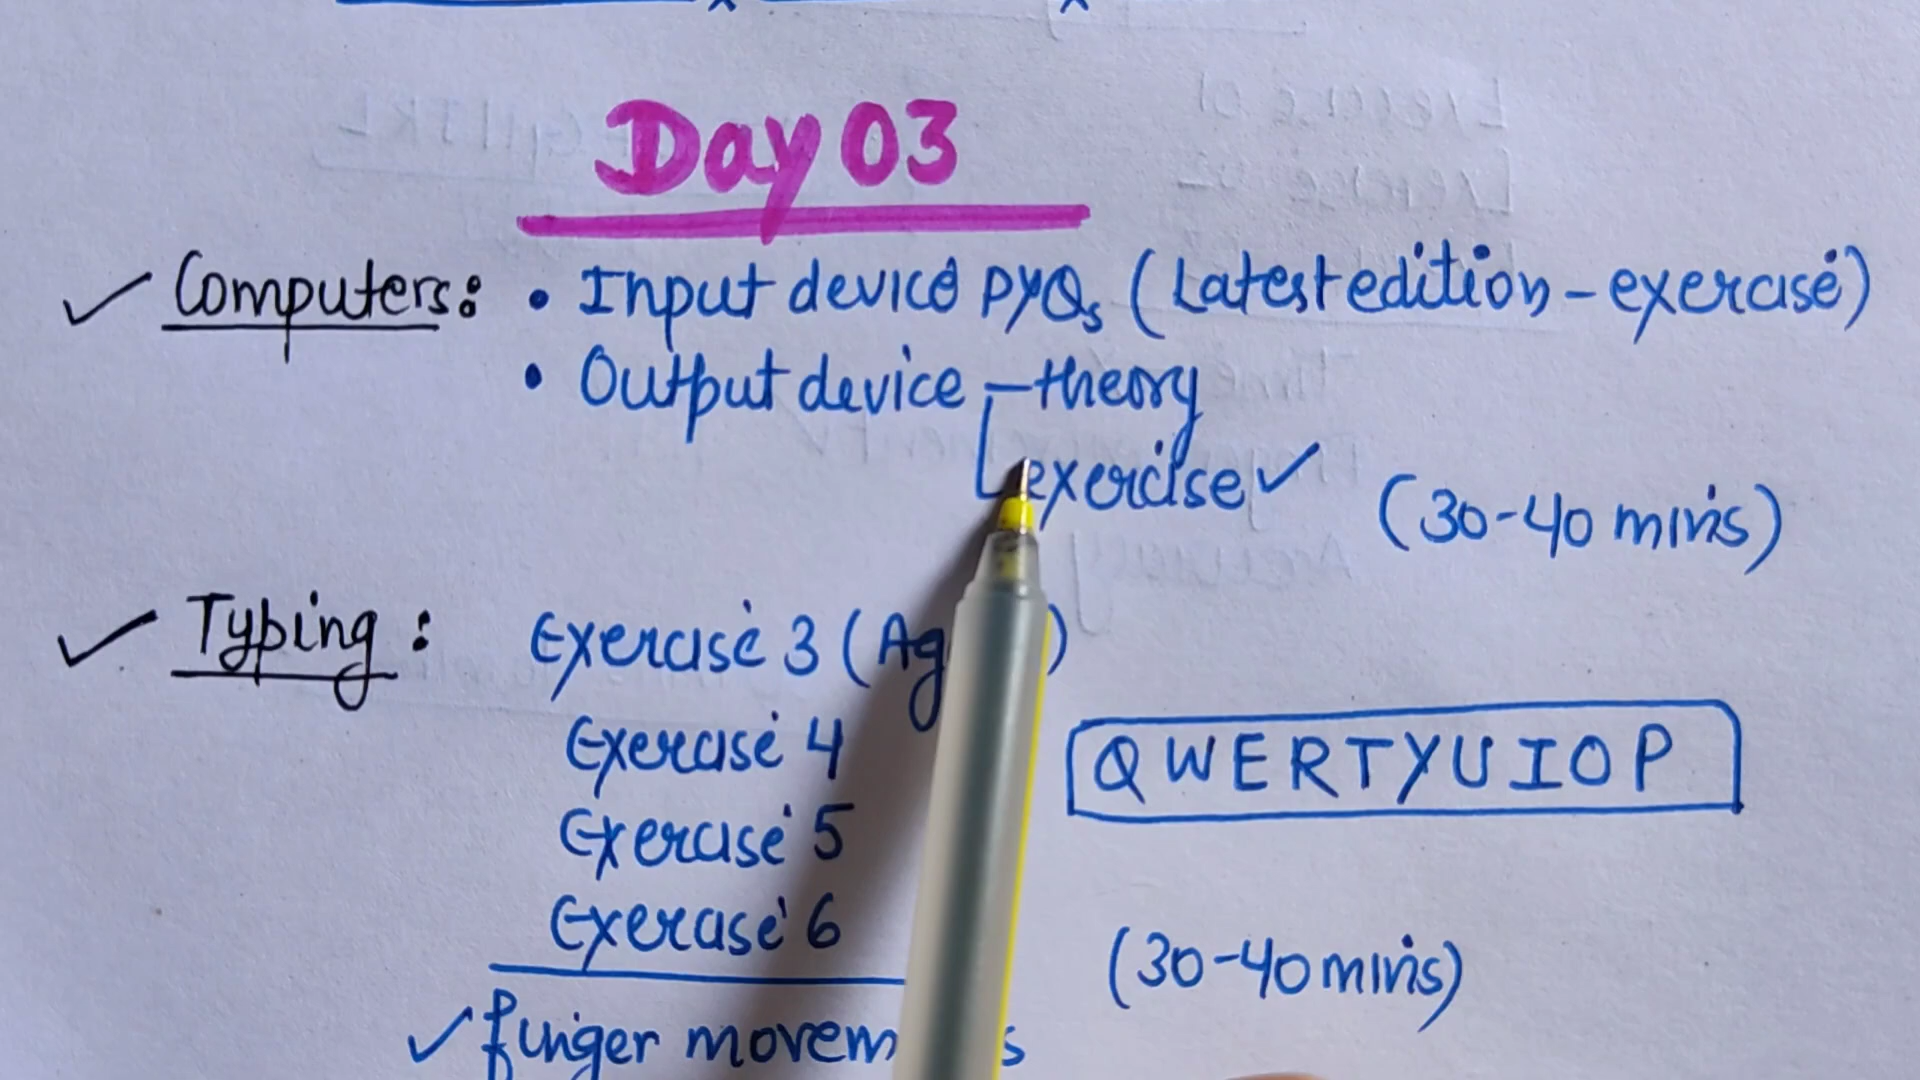 Day 03
Computers: • Input device PYQs (Latest edition - exercise)
• Output device - theory
exercise ✓ (30-40 mins)
Typing: Exercise 3
Exercise 4
QWERTYUIOP
Exercise 5
Exercise 6
(30-40 mins)
✓ finger